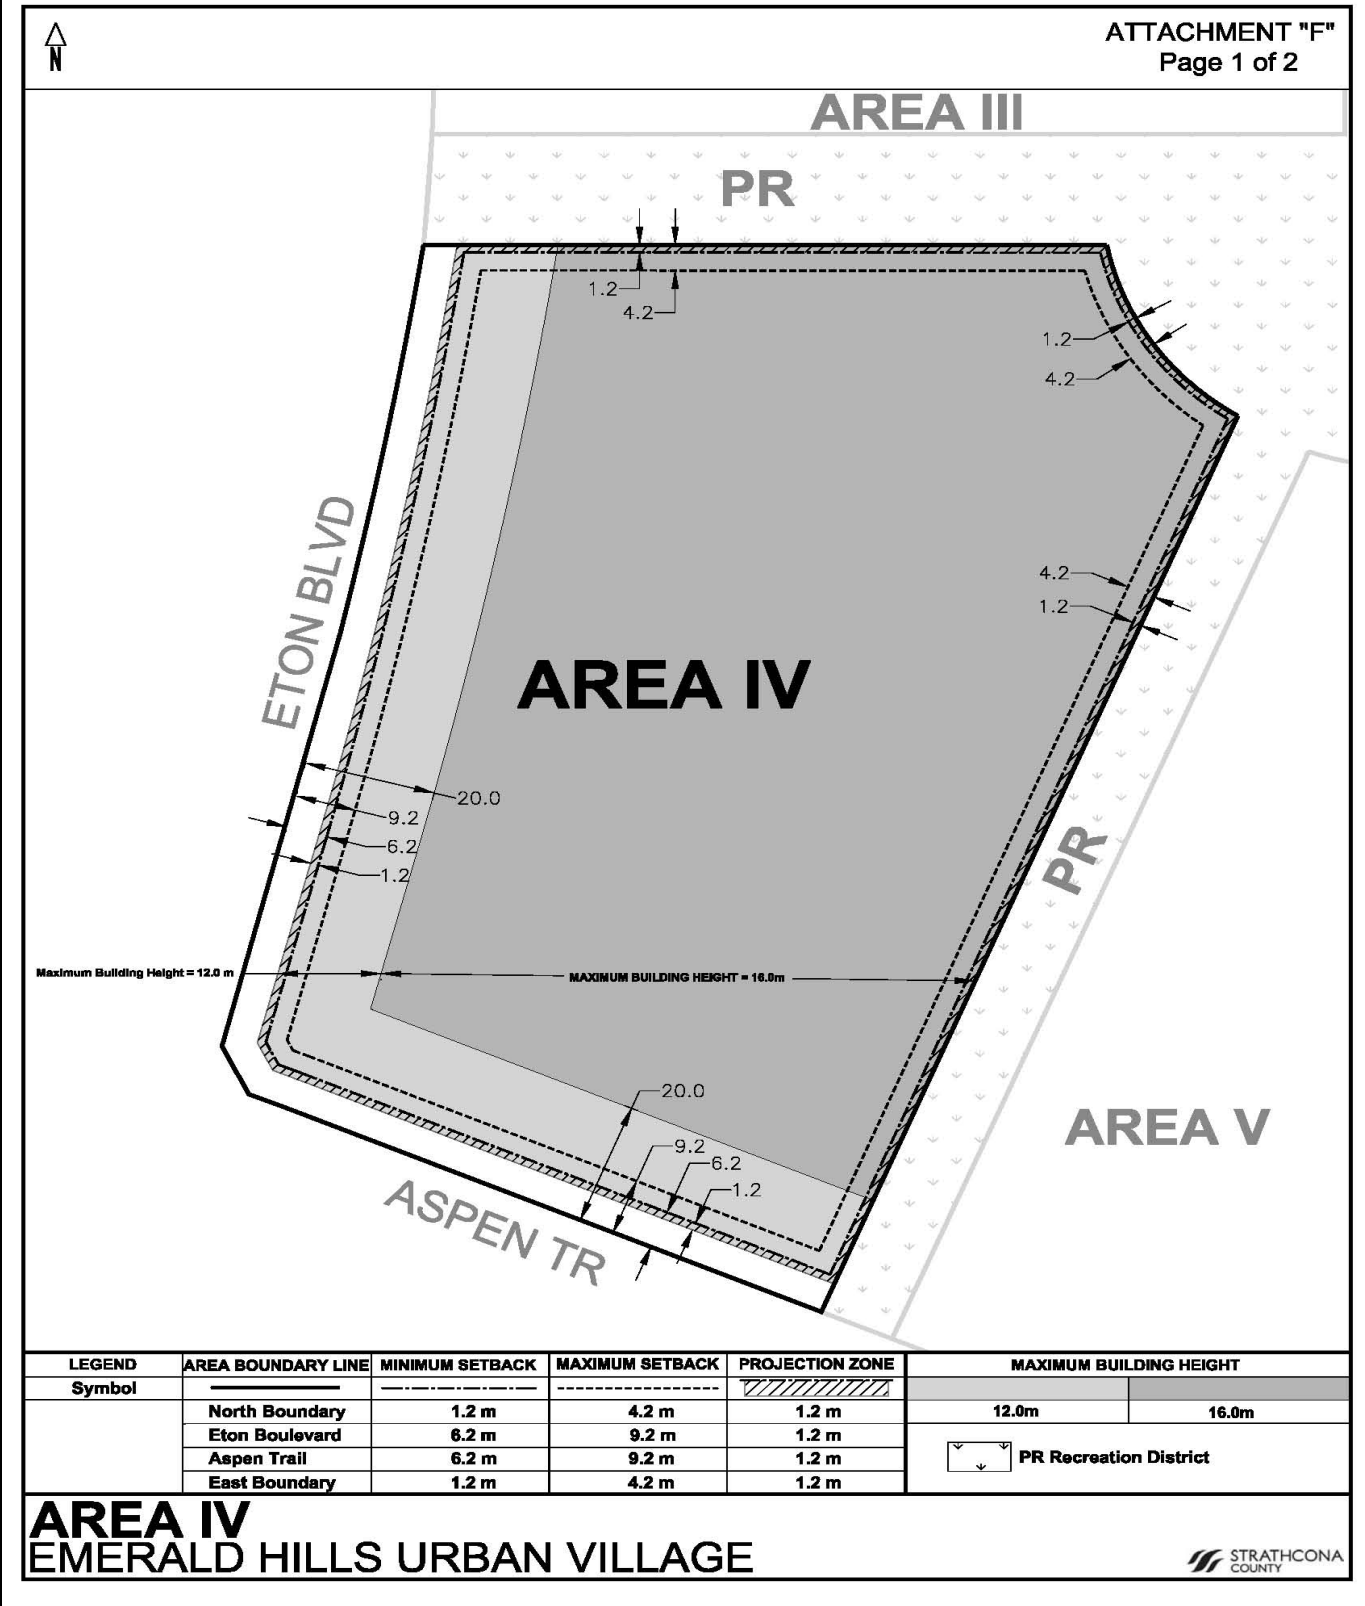 N
ATTACHMENT "F"
Page 1 of 2
AREA III
PR
1.2
4.2
1.2
4.2
ETON BLVD
4.2
1.2
AREA IV
20.0
9.2
6.2
1.2
PR
Maximum Building Height = 12.0 m
MAXIMUM BUILDING HEIGHT = 16.0m
20.0
9.2
6.2
1.2
AREA V
ASPEN TR
LEGEND AREA BOUNDARY LINE MINIMUM SETBACK MAXIMUM SETBACK PROJECTION ZONE MAXIMUM BUILDING HEIGHT
Symbol
North Boundary 1.2 m 4.2 m 1.2 m 12.0m 16.0m
Eton Boulevard 6.2 m 9.2 m 1.2 m
Aspen Trail 6.2 m 9.2 m 1.2 m PR Recreation District
East Boundary 1.2 m 4.2 m 1.2 m
AREA IV
EMERALD HILLS URBAN VILLAGE
STRATHCONA
COUNTY